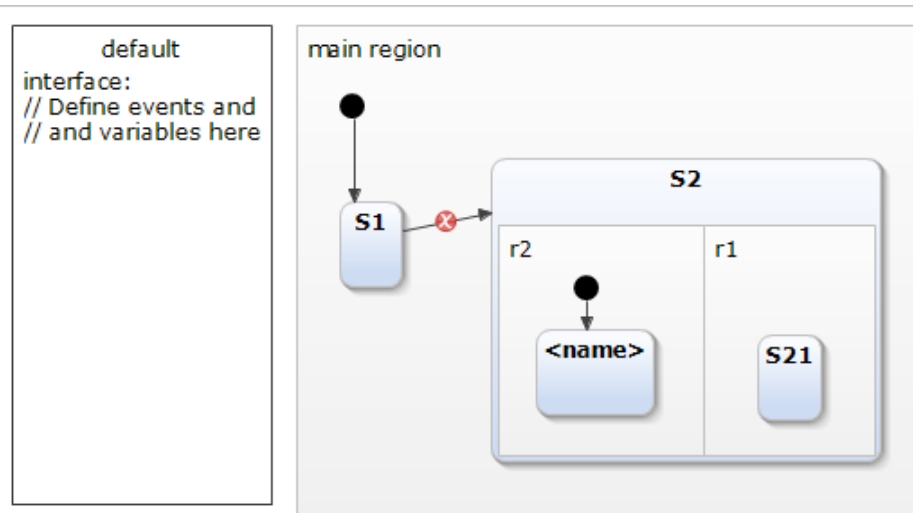 default
interface:
// Define events and
// and variables here
main region
S1
S2
r2
<name>
r1
S21